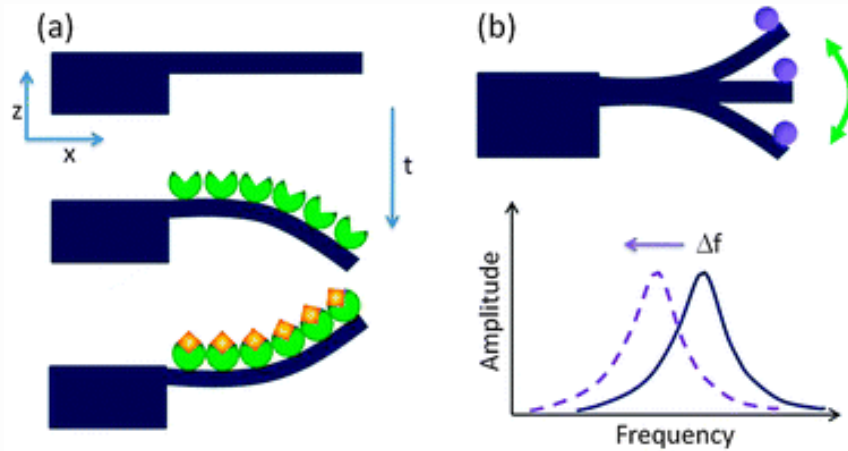 (a)
z
x
t
(b)
Δf
Amplitude
Frequency